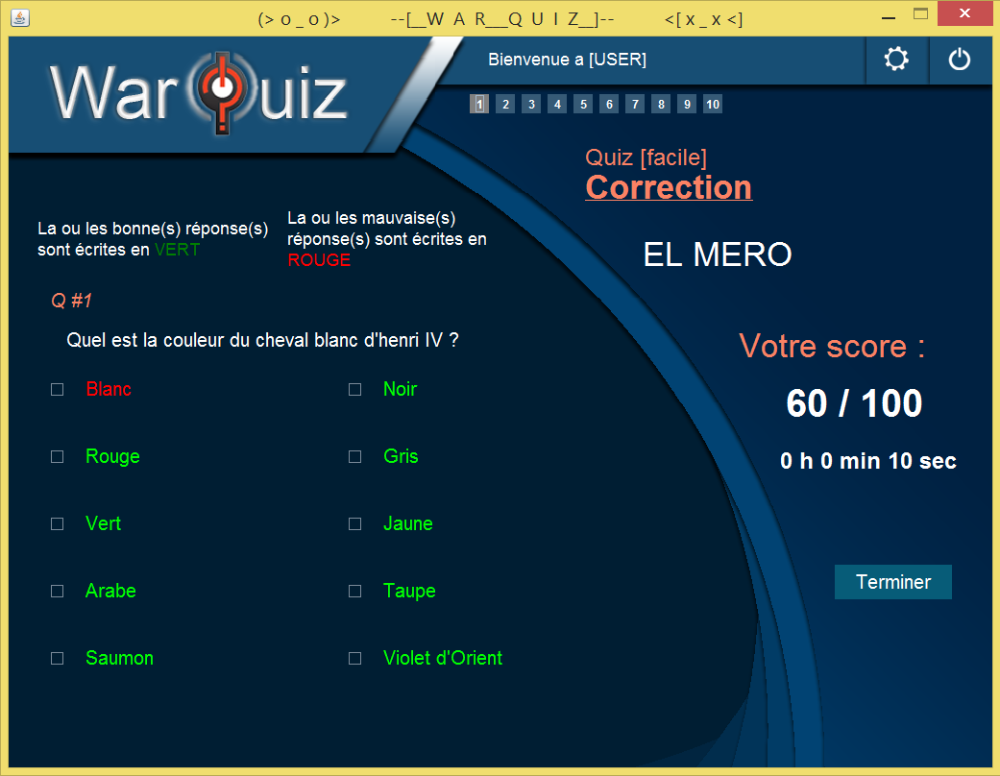 (> o _ o )> --[__W A R___Q U I Z__]-- <[ x _ x <]
War Quiz
Bienvenue a [USER]
1 2 3 4 5 6 7 8 9 10
Quiz [facile]
Correction
La ou les bonne(s) réponse(s)
sont écrites en VERT
La ou les mauvaise(s)
réponse(s) sont écrites en
ROUGE
EL MERO
Q #1
Quel est la couleur du cheval blanc d'henri IV ?
Votre score :
60 / 100
0 h 0 min 10 sec
Blanc
Noir
Rouge
Gris
Vert
Jaune
Arabe
Taupe
Saumon
Violet d'Orient
Terminer